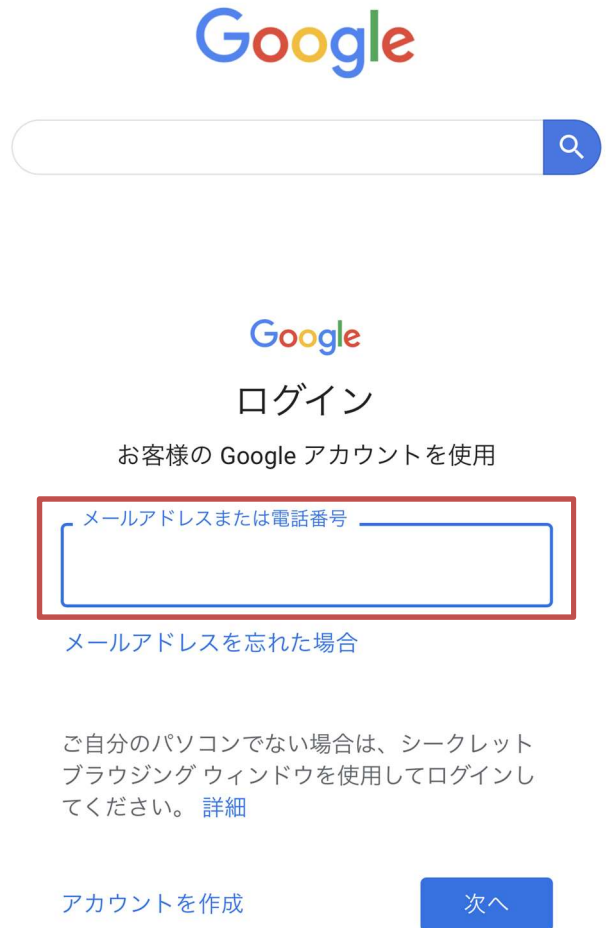 Google
Google
ログイン
お客様の Google アカウントを使用
メールアドレスまたは電話番号
メールアドレスを忘れた場合
ご自分のパソコンでない場合は、シークレット
ブラウジング ウィンドウを使用してログインし
てください。 詳細
アカウントを作成
次へ